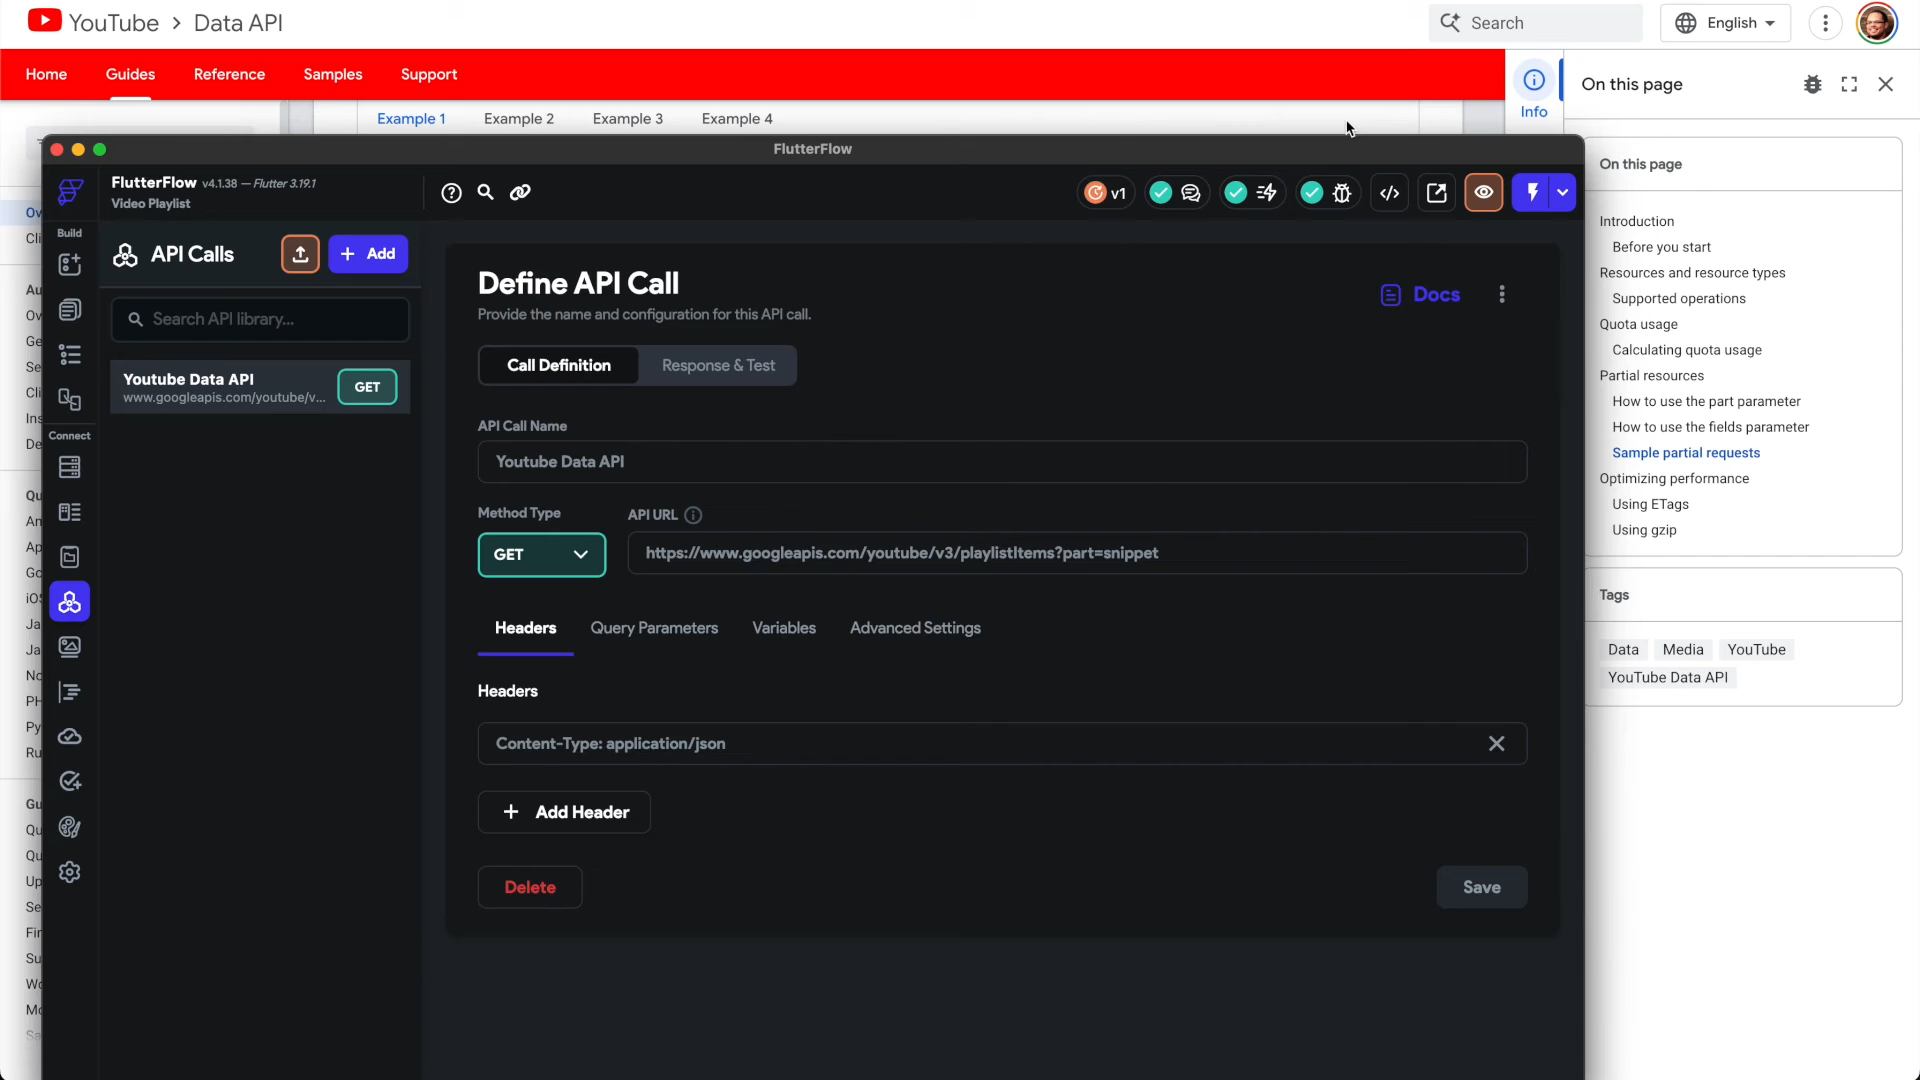 YouTube > Data API
Search
English
Home
Guides
Reference
Samples
Support
Info
On this page
Example 1
Example 2
Example 3
Example 4
FlutterFlow
FlutterFlow v4.1.38 — Flutter 3.19.1
Video Playlist
v1
Build
API Calls
+ Add
Search API library...
Youtube Data API
www.googleapis.com/youtube/v...
GET
Connect
Define API Call
Provide the name and configuration for this API call.
Docs
Call Definition
Response & Test
API Call Name
Youtube Data API
Method Type
API URL
GET
https://www.googleapis.com/youtube/v3/playlistItems?part=snippet
Headers
Query Parameters
Variables
Advanced Settings
Headers
Content-Type: application/json
+ Add Header
Delete
Save
On this page
Introduction
Before you start
Resources and resource types
Supported operations
Quota usage
Calculating quota usage
Partial resources
How to use the part parameter
How to use the fields parameter
Sample partial requests
Optimizing performance
Using ETags
Using gzip
Tags
Data
Media
YouTube
YouTube Data API